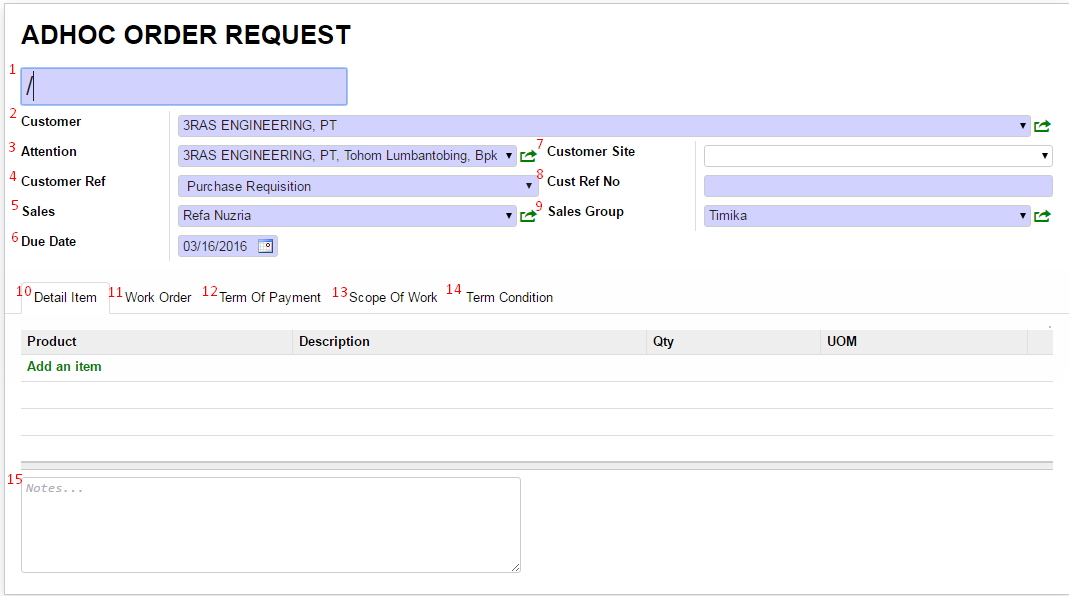 ADHOC ORDER REQUEST
1
/
2 Customer 3RAS ENGINEERING, PT
3 Attention 3RAS ENGINEERING, PT, Tohom Lumbantobing, Bpk 7 Customer Site
4 Customer Ref Purchase Requisition 8 Cust Ref No
5 Sales Refa Nuzria 9 Sales Group Timika
6 Due Date 03/16/2016
10 Detail Item 11 Work Order 12 Term Of Payment 13 Scope Of Work 14 Term Condition
Product Description Qty UOM
Add an item
15
Notes...